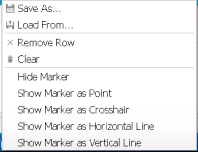 Save As...
Load From...
Remove Row
Clear
Hide Marker
Show Marker as Point
Show Marker as Crosshair
Show Marker as Horizontal Line
Show Marker as Vertical Line